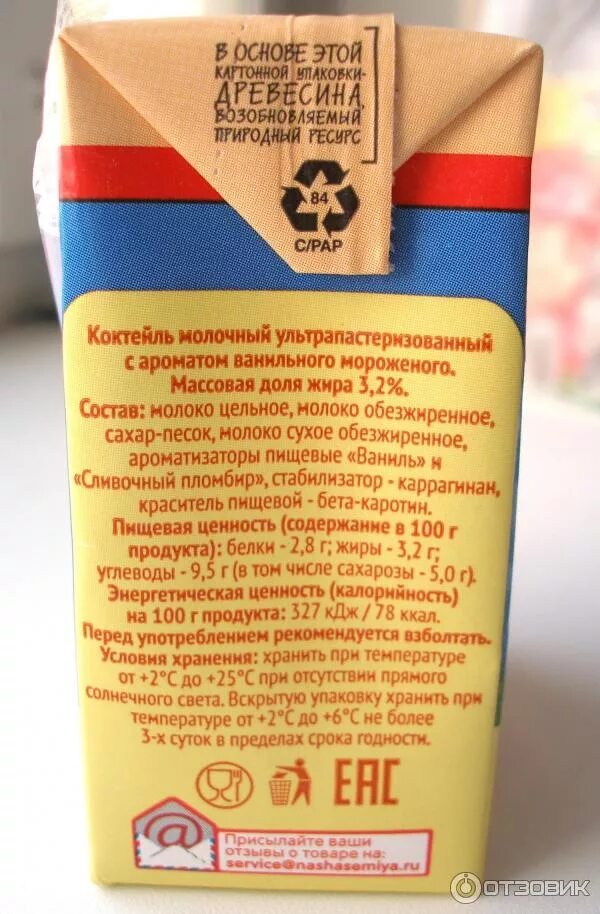 В ОСНОВЕ ЭТОЙ
КАРТОННОЙ УПАКОВКИ-
ДРЕВЕСИНА,
ВОЗОБНОВЛЯЕМЫЙ
ПРИРОДНЫЙ РЕСУРС
84
C/PAP
Коктейль молочный ультрапастеризованный
с ароматом ванильного мороженого.
Массовая доля жира 3,2%.
Состав: молоко цельное, молоко обезжиренное,
сахар-песок, молоко сухое обезжиренное,
ароматизаторы пищевые «Ваниль» и
«Сливочный пломбир», стабилизатор - каррагинан,
краситель пищевой - бета-каротин.
Пищевая ценность (содержание в 100 г
продукта): белки - 2,8 г; жиры - 3,2 г;
углеводы - 9,5 г (в том числе сахарозы - 5,0 г).
Энергетическая ценность (калорийность)
на 100 г продукта: 327 кДж / 78 ккал.
Перед употреблением рекомендуется взболтать.
Условия хранения: хранить при температуре
от +2°С до +25°С при отсутствии прямого
солнечного света. Вскрытую упаковку хранить при
температуре от +2°С до +6°С не более
3-х суток в пределах срока годности.
EAC
@
Присылайте ваши
отзывы о товаре на:
service@nashasemiya.ru
ОТЗОВИК